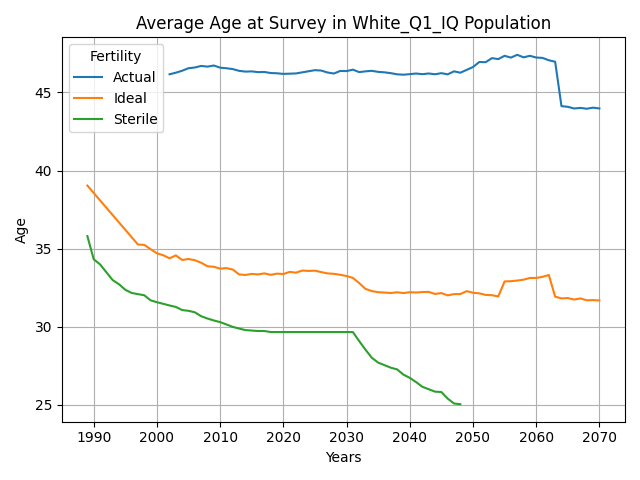 Average Age at Survey in White_Q1_IQ Population
Fertility
Actual
Ideal
Sterile
Age
45
40
35
30
25
1990 2000 2010 2020 2030 2040 2050 2060 2070
Years